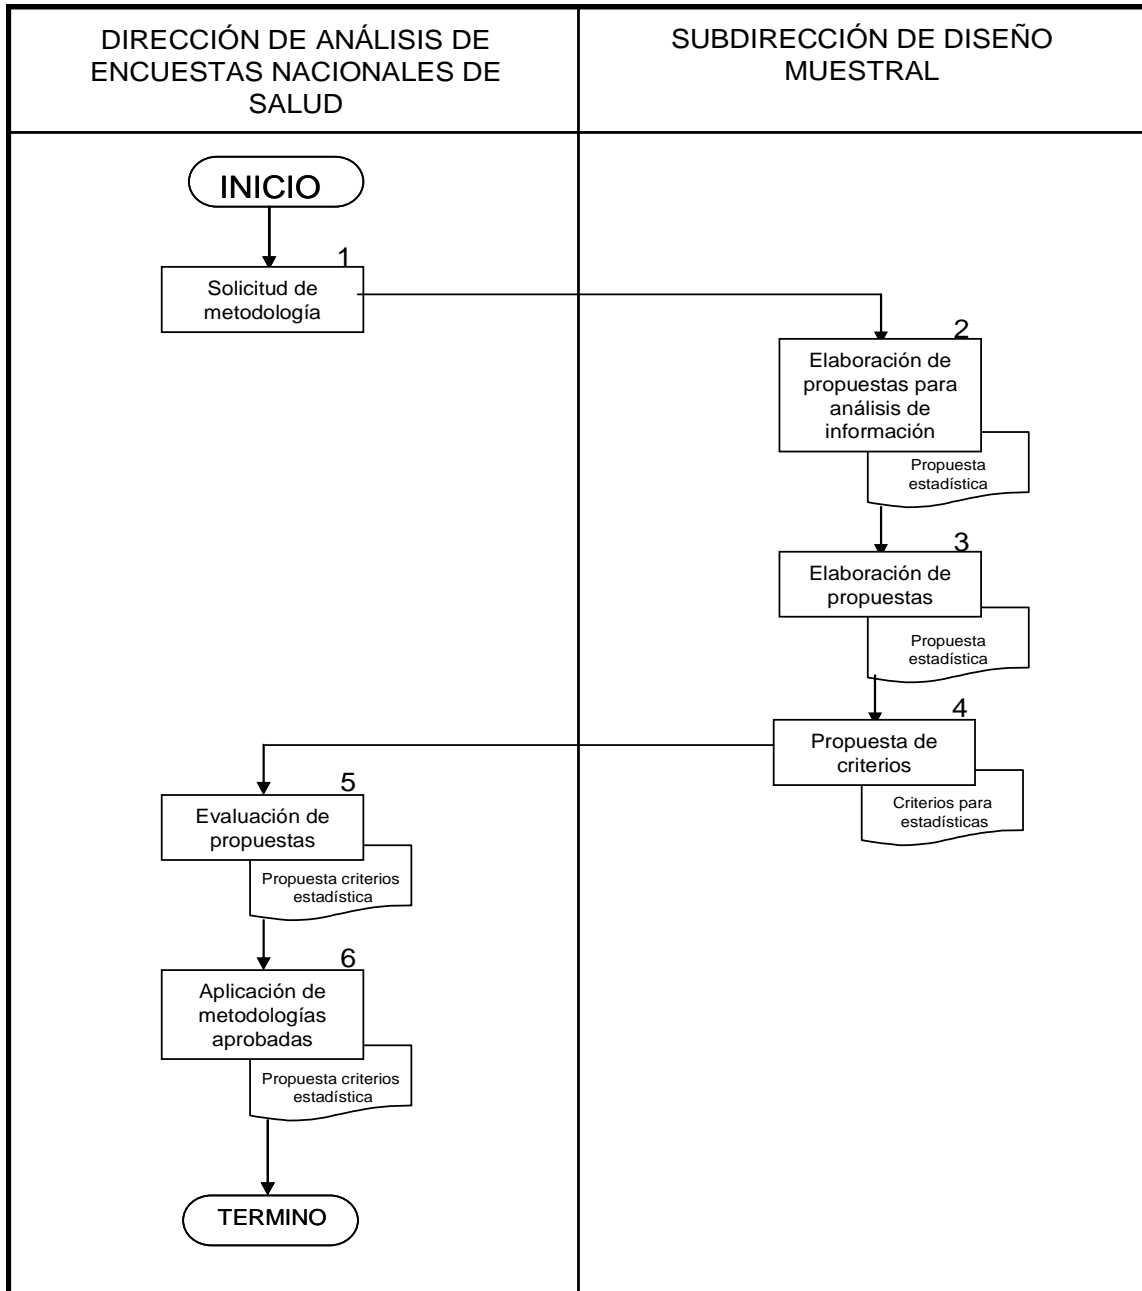 DIRECCIÓN DE ANÁLISIS DE
ENCUESTAS NACIONALES DE
SALUD
SUBDIRECCIÓN DE DISEÑO
MUESTRAL
INICIO
1
Solicitud de
metodología
2
Elaboración de
propuestas para
análisis de
información
Propuesta
estadística
3
Elaboración de
propuestas
Propuesta
estadística
4
Propuesta de
criterios
Criterios para
estadísticas
5
Evaluación de
propuestas
Propuesta criterios
estadística
6
Aplicación de
metodologías
aprobadas
Propuesta criterios
estadística
TERMINO